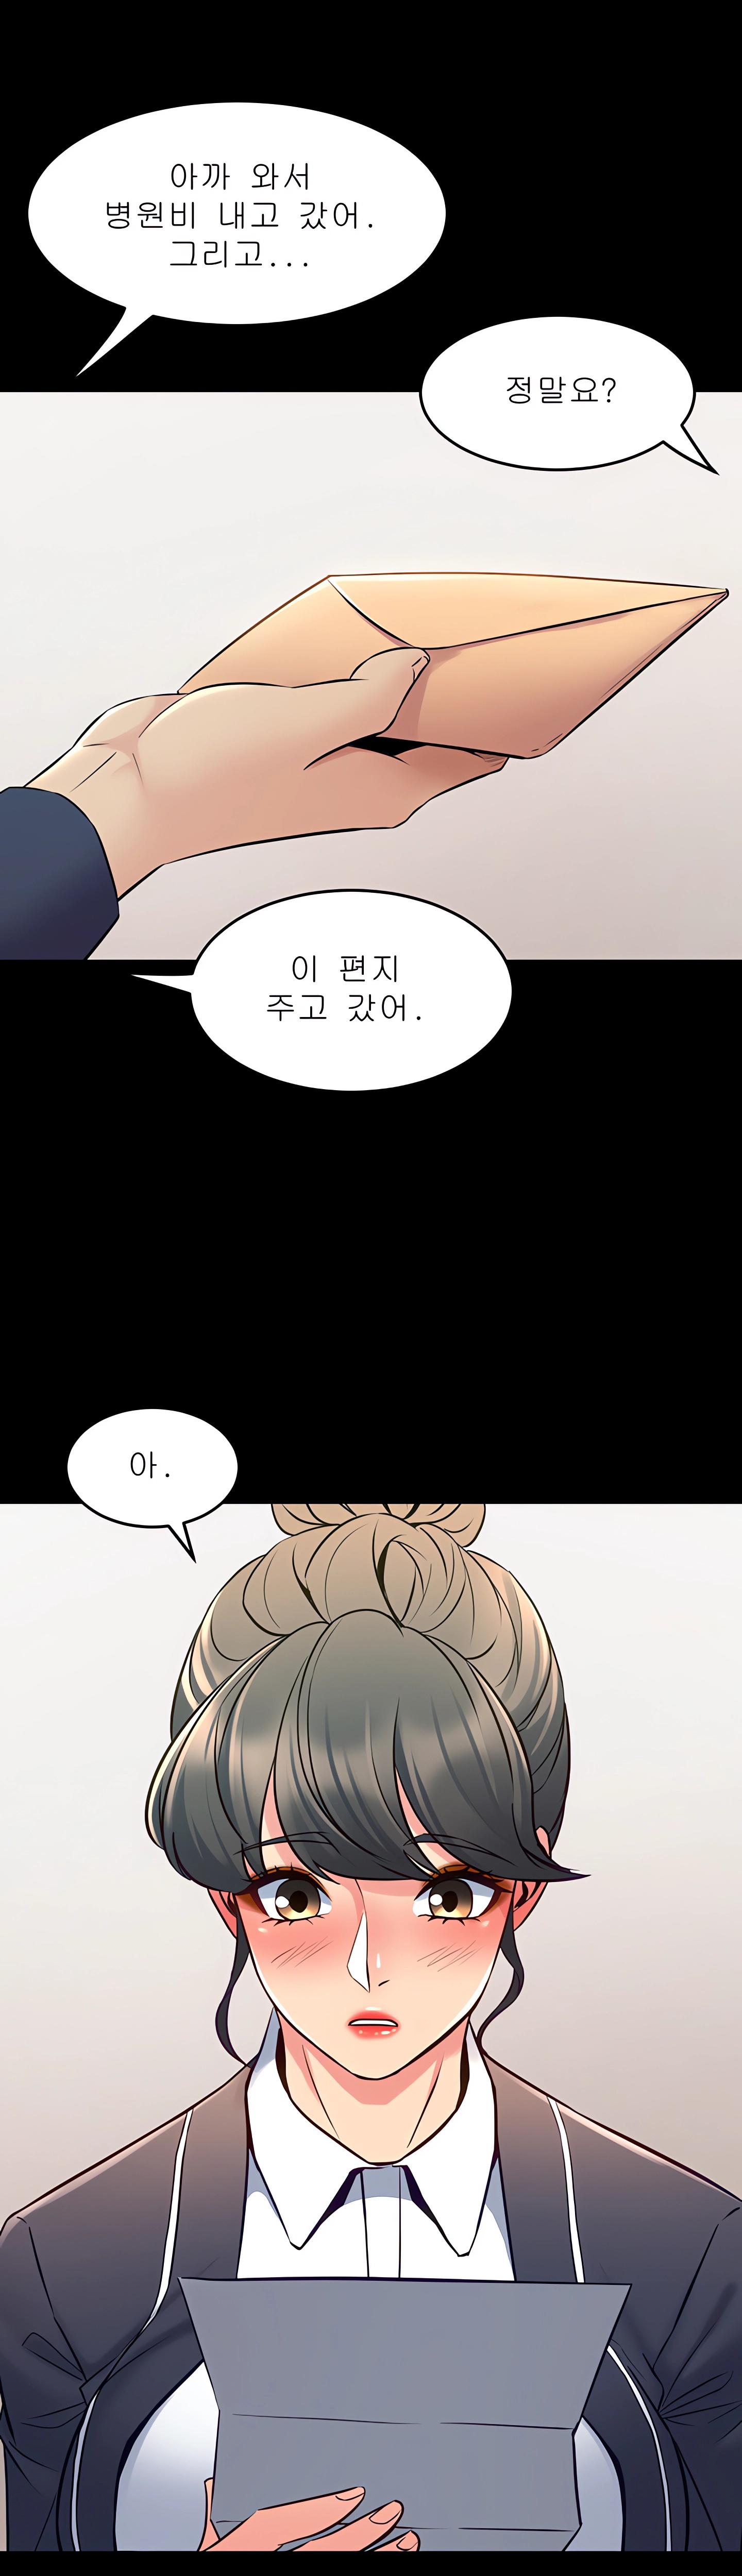 아까 와서
병원비 내고 갔어.
그리고...
정말요?
이 편지
주고 갔어.
아.